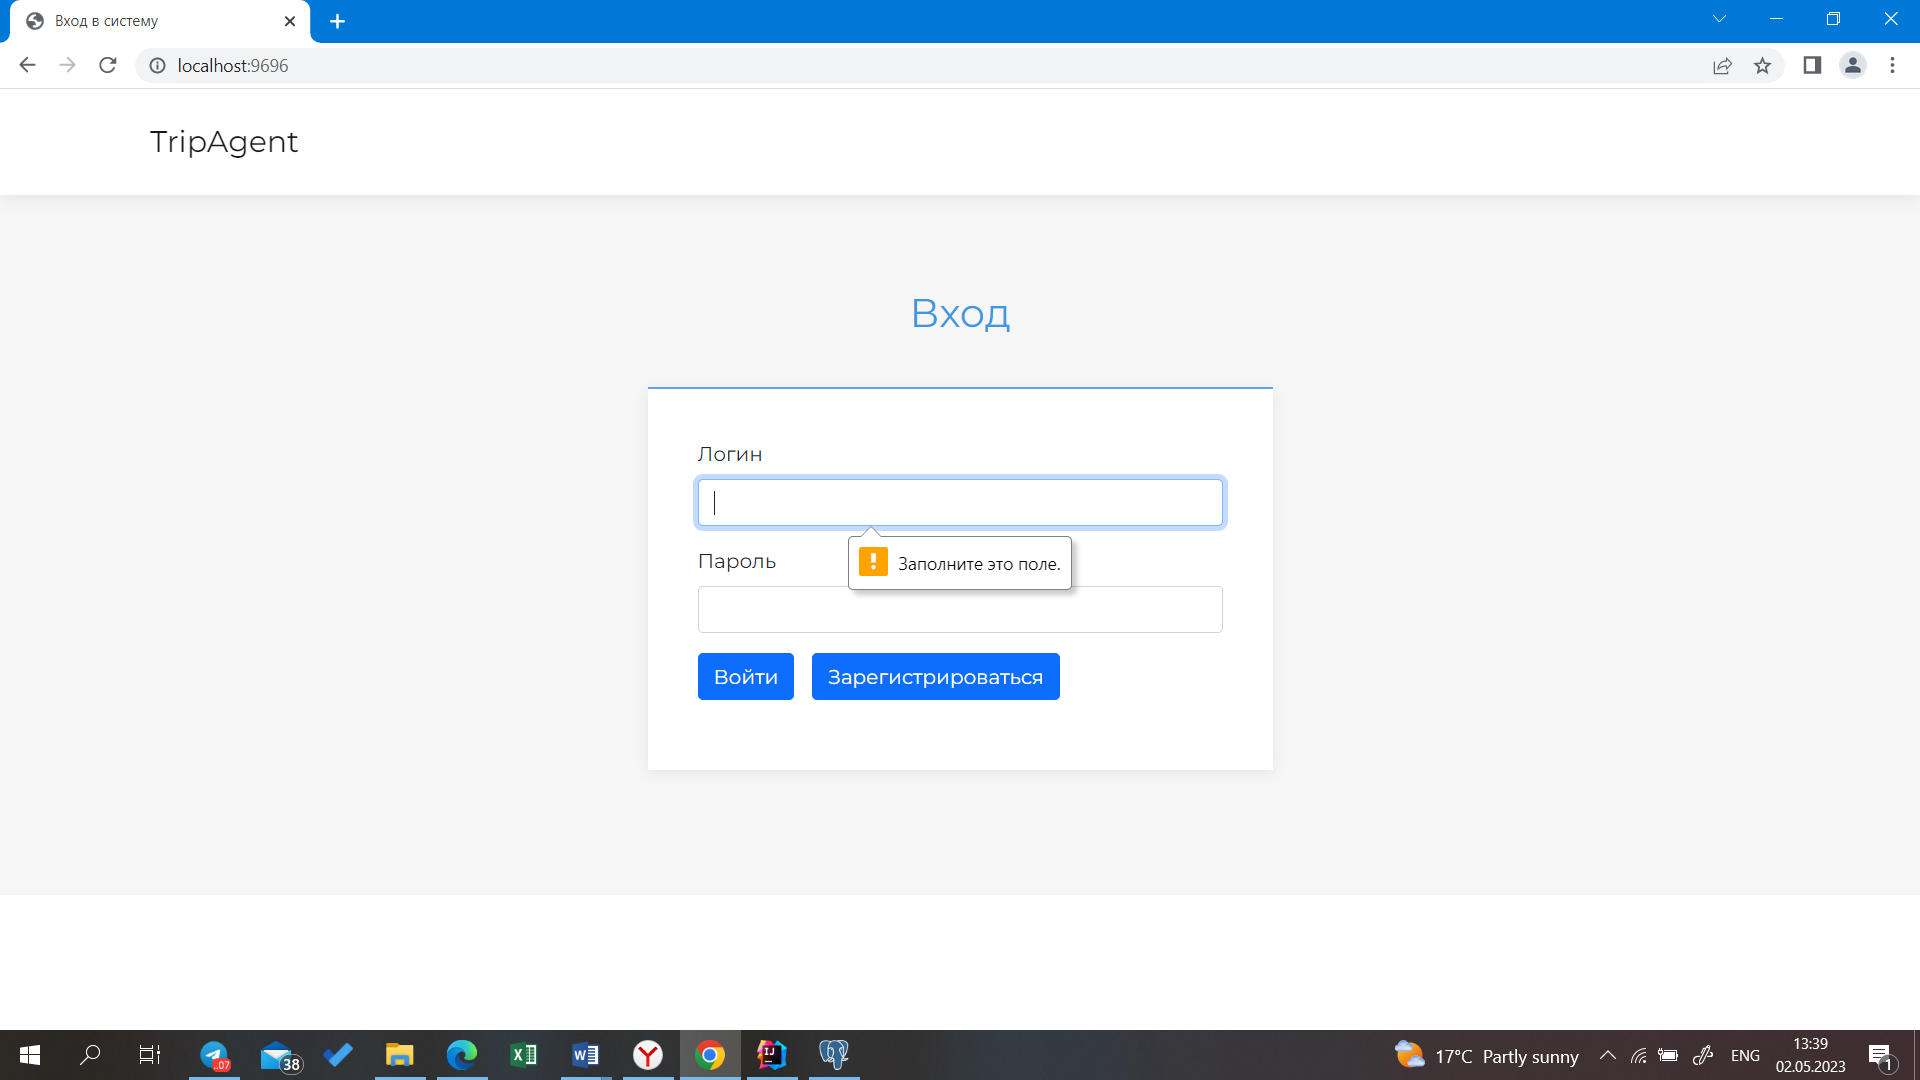 Вход в систему
localhost:9696
TripAgent
Вход
Логин
Заполните это поле.
Пароль
Войти Зарегистрироваться
..07
38
17°C Partly sunny
ENG
13:39
02.05.2023
1